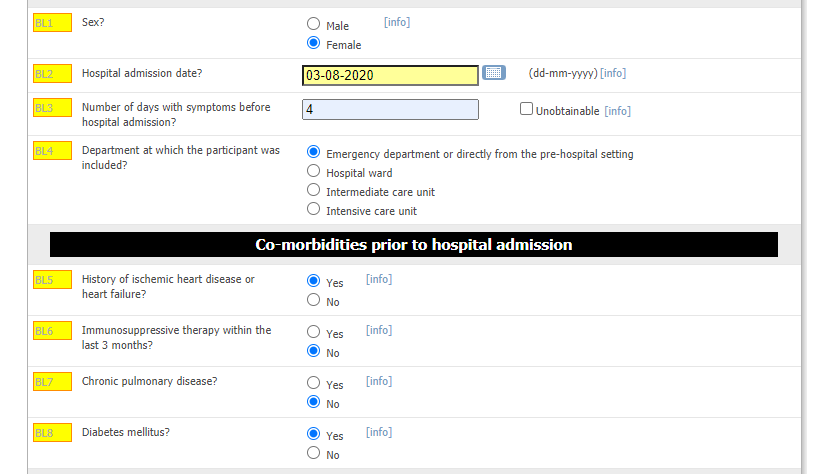 BL1 Sex? Male [info]
Female
BL2 Hospital admission date? 03-08-2020 (dd-mm-yyyy) [info]
BL3 Number of days with symptoms before hospital admission? 4 Unobtainable [info]
BL4 Department at which the participant was included? Emergency department or directly from the pre-hospital setting
Hospital ward
Intermediate care unit
Intensive care unit
Co-morbidities prior to hospital admission
BL5 History of ischemic heart disease or heart failure? Yes [info]
No
BL6 Immunosuppressive therapy within the last 3 months? Yes [info]
No
BL7 Chronic pulmonary disease? Yes [info]
No
BL8 Diabetes mellitus? Yes [info]
No